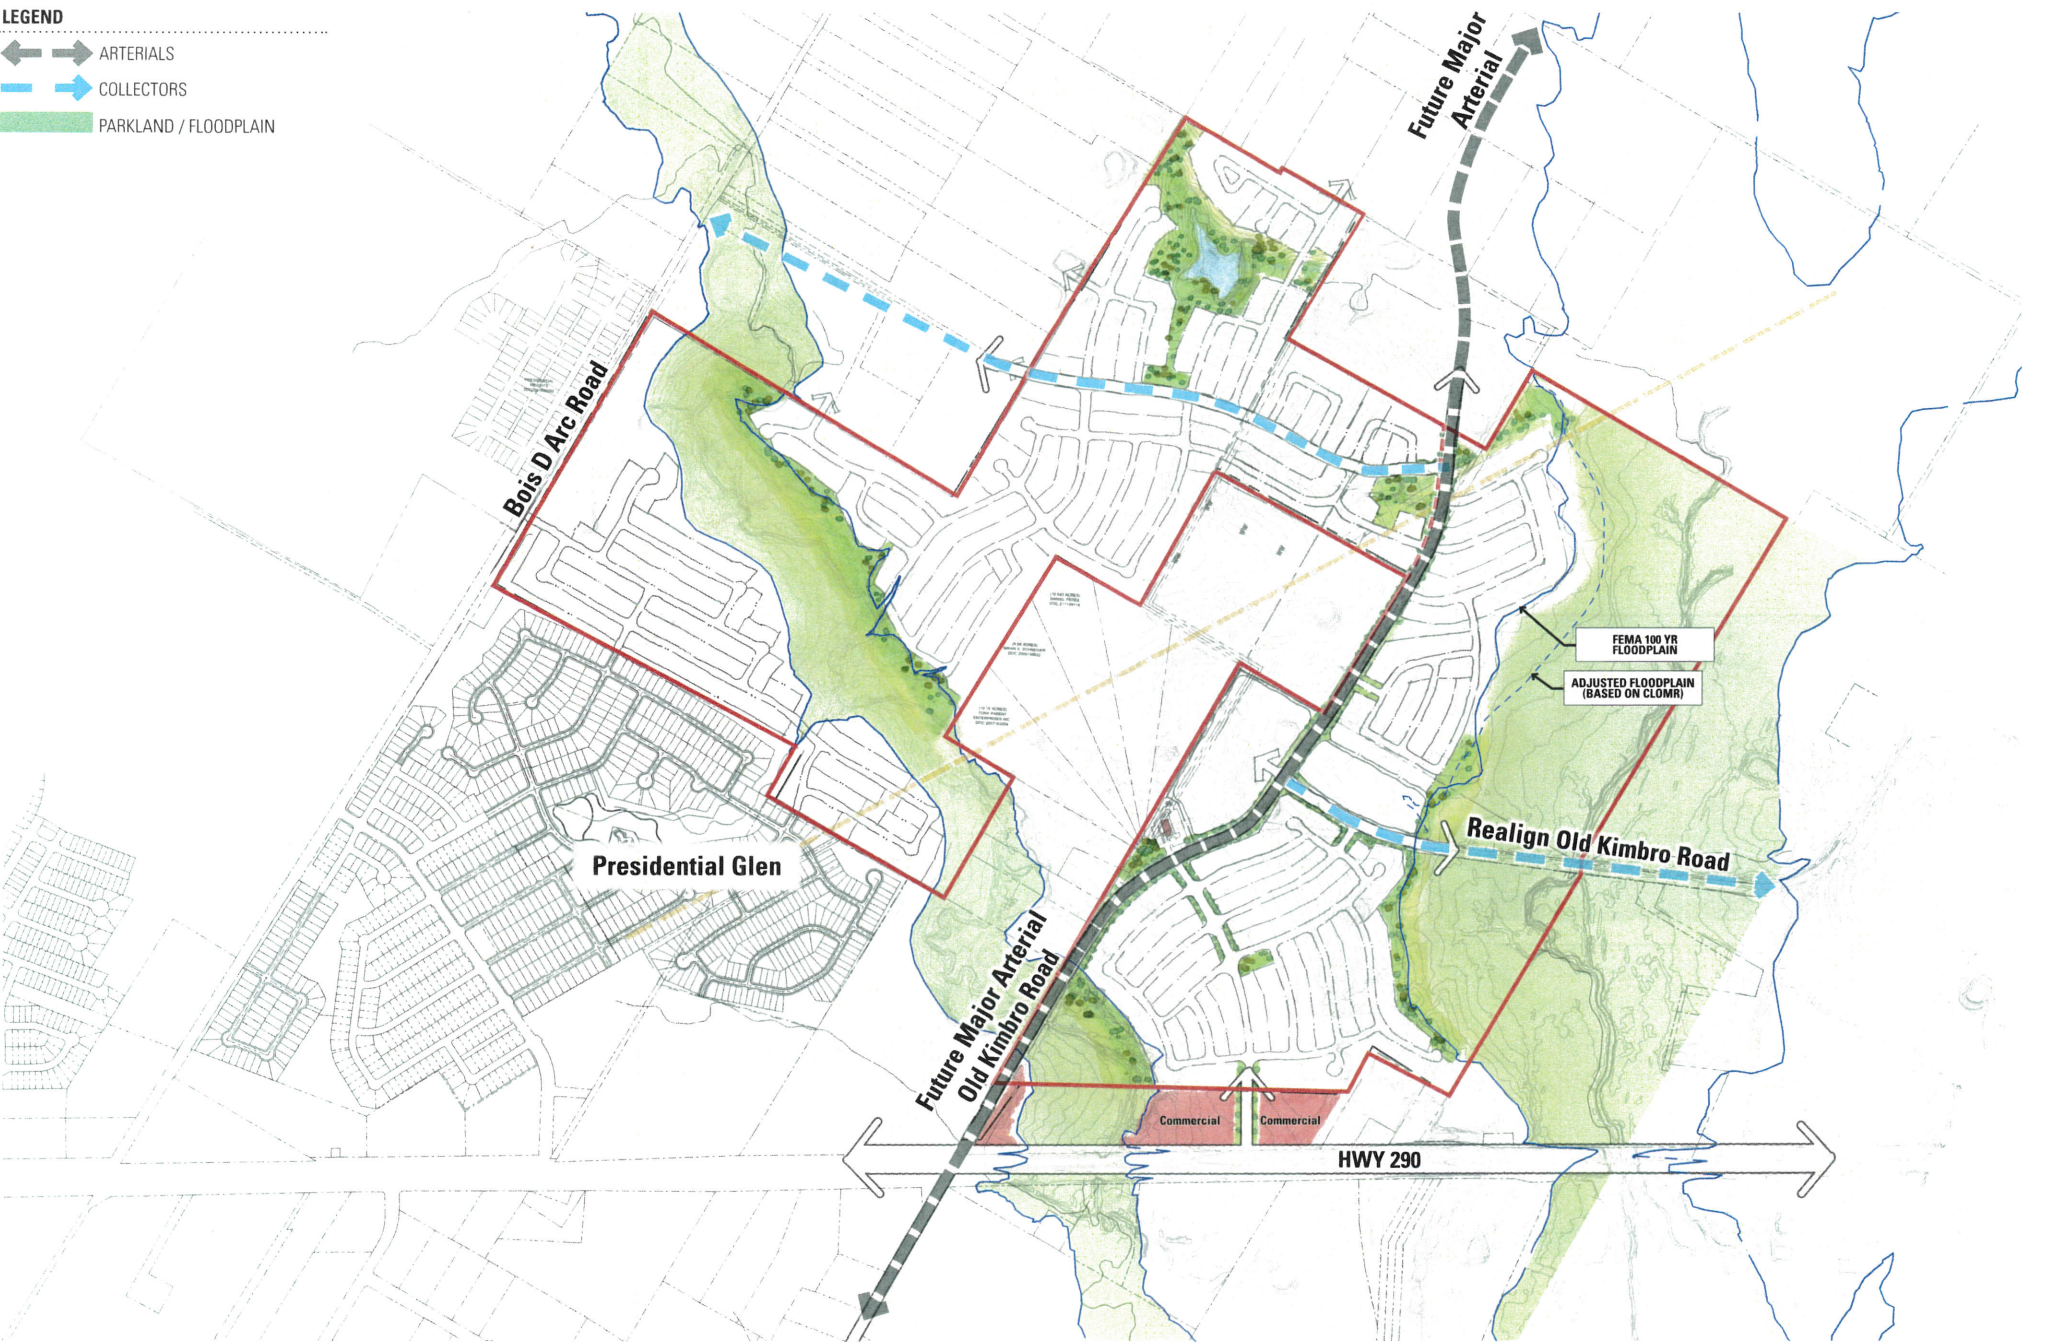 LEGEND
ARTERIALS
COLLECTORS
PARKLAND / FLOODPLAIN
Future Major
Arterial
Bois D Arc Road
FEMA 100 YR
FLOODPLAIN
ADJUSTED FLOODPLAIN
(BASED ON CLOMR)
Realign Old Kimbro Road
Presidential Glen
Future Major Arterial
Old Kimbro Road
Commercial
Commercial
HWY 290